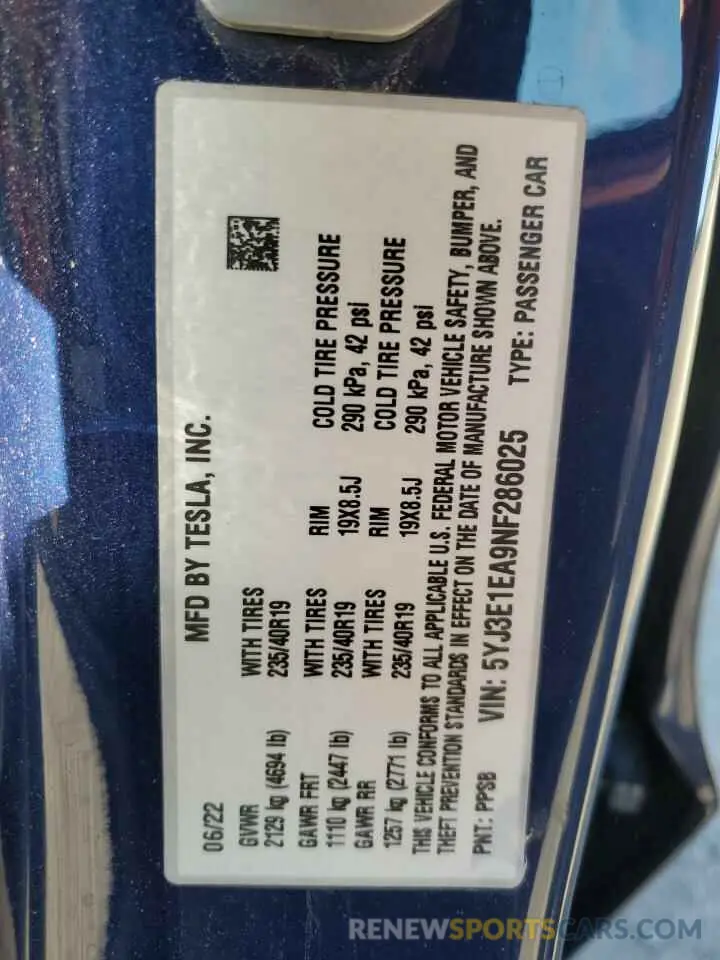 MFD BY TESLA, INC.
06/22
GVWR WITH TIRES RIM COLD TIRE PRESSURE
2129 kg (4694 lb) 235/40R19
GAWR FRT WITH TIRES RIM COLD TIRE PRESSURE
1110 kg (2447 lb) 235/40R19 19X8.5J 290 kPa, 42 psi
GAWR RR WITH TIRES RIM COLD TIRE PRESSURE
1257 kg (2771 lb) 235/40R19 19X8.5J 290 kPa, 42 psi
THIS VEHICLE CONFORMS TO ALL APPLICABLE U.S. FEDERAL MOTOR VEHICLE SAFETY, BUMPER, AND
THEFT PREVENTION STANDARDS IN EFFECT ON THE DATE OF MANUFACTURE SHOWN ABOVE.
PNT: PPSB VIN: 5YJ3E1EA9NF286025 TYPE: PASSENGER CAR
RENEWSPORTSCARS.COM